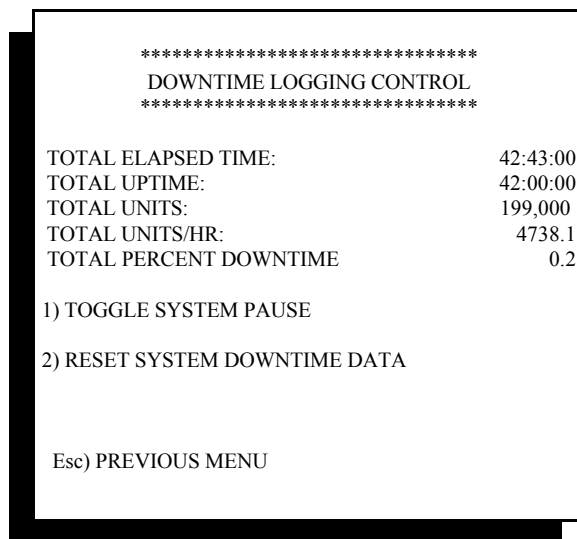 ********************************
DOWNTIME LOGGING CONTROL
********************************
TOTAL ELAPSED TIME: 42:43:00
TOTAL UPTIME: 42:00:00
TOTAL UNITS: 199,000
TOTAL UNITS/HR: 4738.1
TOTAL PERCENT DOWNTIME 0.2
1) TOGGLE SYSTEM PAUSE
2) RESET SYSTEM DOWNTIME DATA
Esc) PREVIOUS MENU